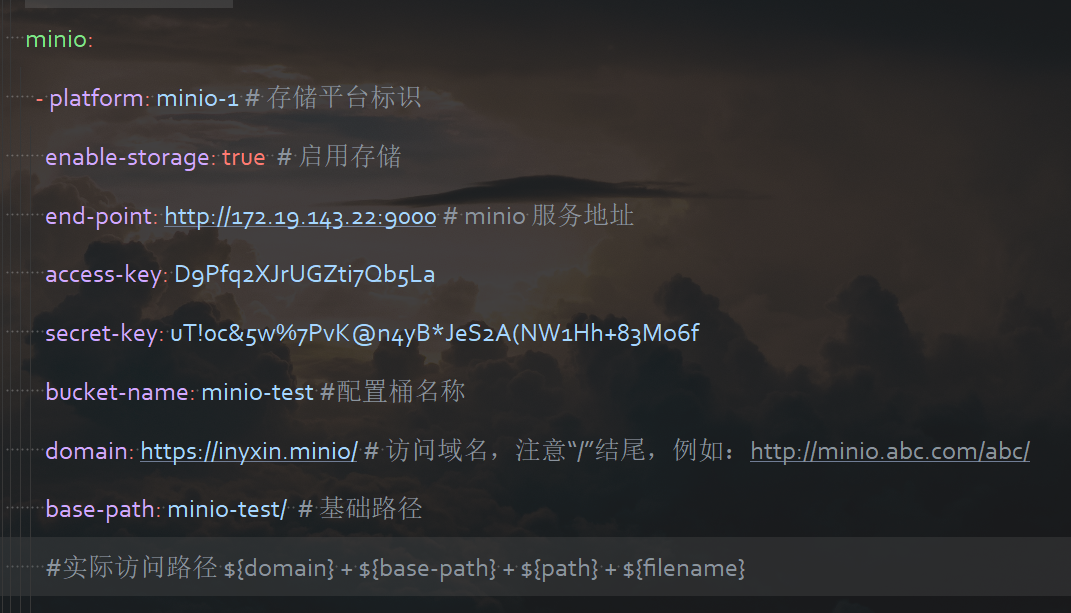 minio:
- platform: minio-1 # 存储平台标识
enable-storage: true # 启用存储
end-point: http://172.19.143.22:9000 # minio 服务地址
access-key: D9Pfq2XJrUGZti7Qb5La
secret-key: uT!oc&5w%7PvK@n4yB*JeS2A(NW1Hh+83Mo6f
bucket-name: minio-test #配置桶名称
domain: https://inyxin.minio/ # 访问域名，注意“/”结尾，例如：http://minio.abc.com/abc/
base-path: minio-test/ # 基础路径
#实际访问路径 ${domain} + ${base-path} + ${path} + ${filename}